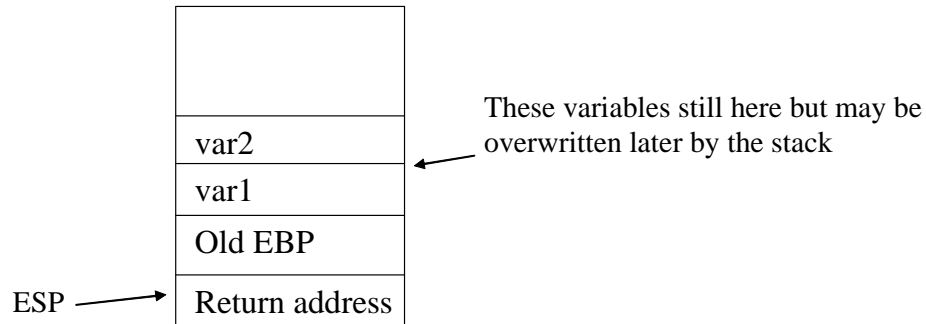 These variables still here but may be
overwritten later by the stack
var2
var1
Old EBP
ESP
Return address